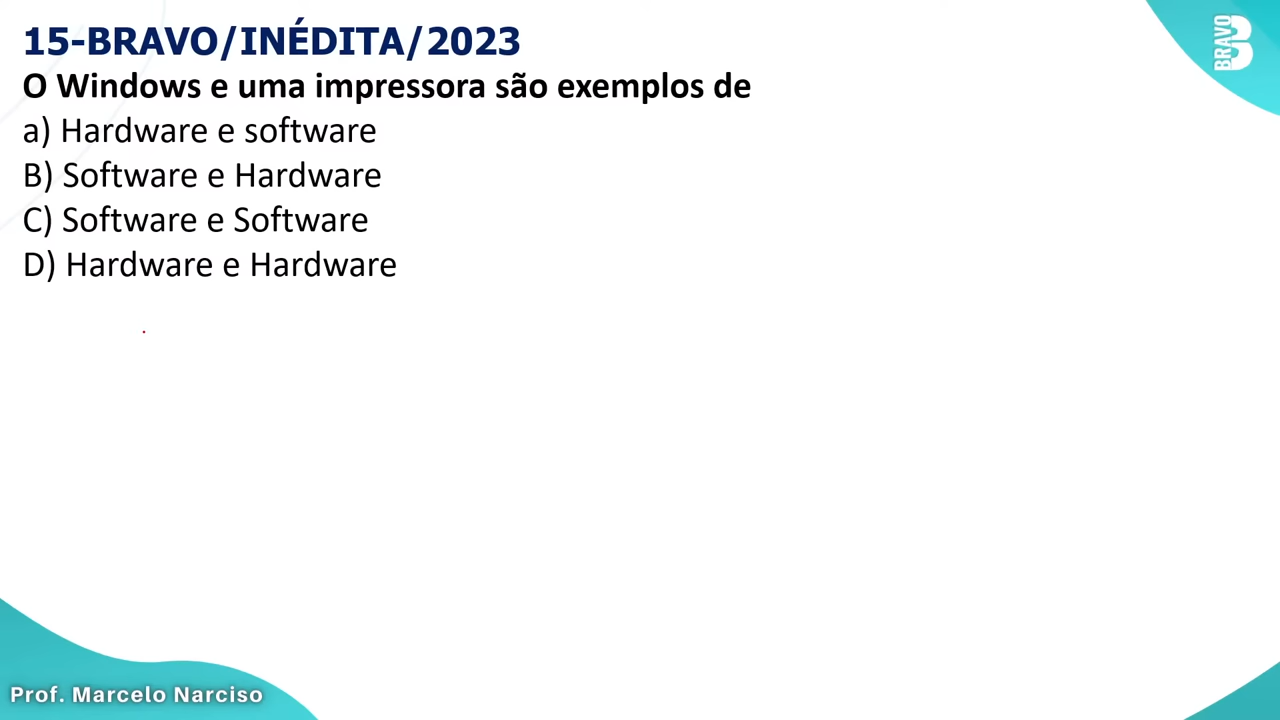 15-BRAVO/INÉDITA/2023
O Windows e uma impressora são exemplos de
a) Hardware e software
B) Software e Hardware
C) Software e Software
D) Hardware e Hardware
BRAVO
Prof. Marcelo Narciso